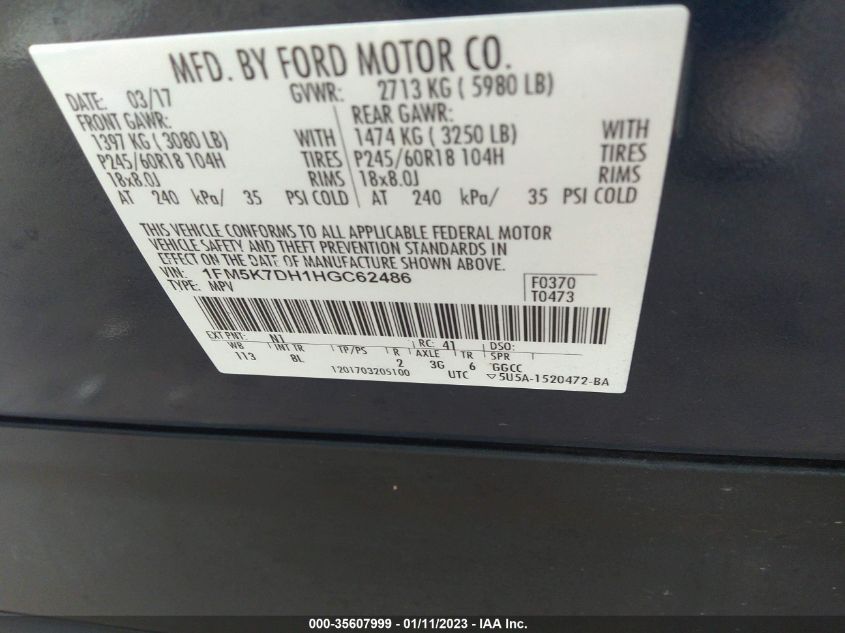 MFD. BY FORD MOTOR CO.
DATE: 03/17 GVWR: 2713 KG ( 5980 LB)
FRONT GAWR: REAR GAWR:
1397 KG ( 3080 LB) WITH 1474 KG ( 3250 LB) WITH
P245/60R18 104H TIRES P245/60R18 104H TIRES
18x8.0J RIMS 18x8.0J RIMS
AT 240 kPa/ 35 PSI COLD AT 240 kPa/ 35 PSI COLD
THIS VEHICLE CONFORMS TO ALL APPLICABLE FEDERAL MOTOR
VEHICLE SAFETY AND THEFT PREVENTION STANDARDS IN
EFFECT ON THE DATE OF MANUFACTURE SHOWN ABOVE.
VIN: 1FM5K7DH1HGC62486 F0370
TYPE: MPV T0473
EXT PNT: N1 RC: 41 DSO:
WB INT TR TP/PS R AXLE TR SPR
113 8L 2 3G 6 GGCC
1201703205100 UTC ▽5U5A-1520472-BA
000-35607999 - 01/11/2023 - IAA Inc.